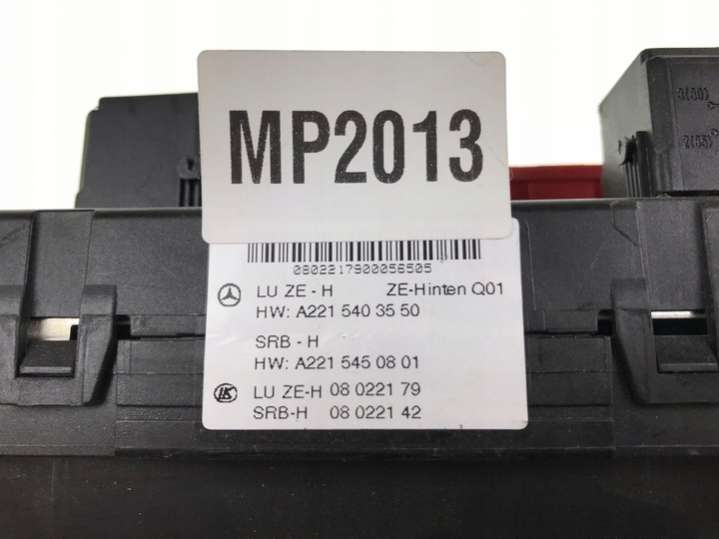 MP2013
0802217900056505
LU ZE - H ZE-Hinten Q01
HW: A221 540 35 50
SRB - H
HW: A221 545 08 01
LK LU ZE-H 08 0221 79
SRB-H 08 0221 42